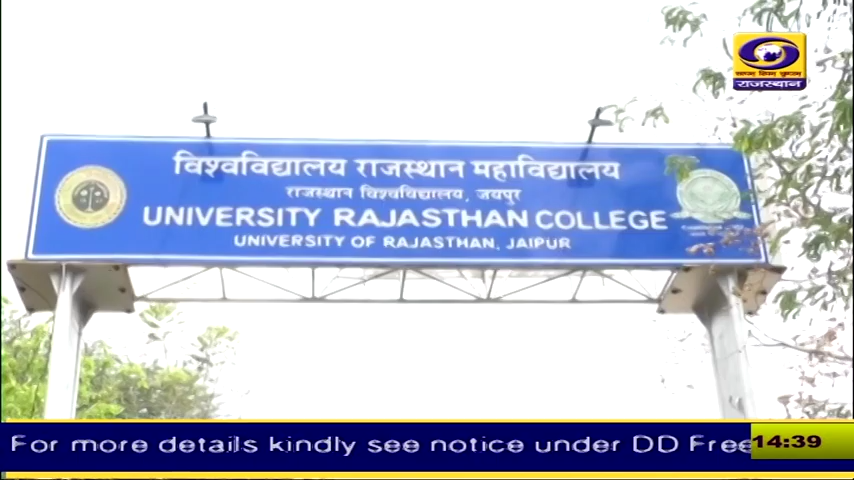 राजस्थान
विश्वविद्यालय राजस्थान महाविद्यालय
राजस्थान विश्वविद्यालय, जयपुर
UNIVERSITY RAJASTHAN COLLEGE
UNIVERSITY OF RAJASTHAN, JAIPUR
For more details kindly see notice under DD Free
14:39